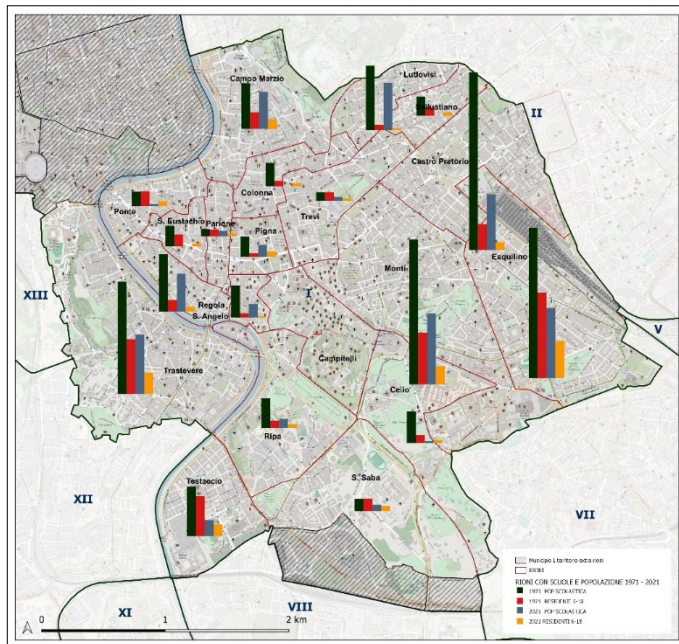 Campo Marzio
Ludovisi
Sallustiano
II
Castro Pretorio
Colonna
Trevi
Ponte
S. Eustachio
Parione
Pigna
Esquilino
Monti
XIII
I
Regola
S. Angelo
V
Campitelli
Trastevere
Celio
Ripa
S. Saba
Testaccio
XII
VII
XI
VIII
0 1 2 km
Municipio I territorio extra rioni
RIONI
RIONI CON SCUOLE E POPOLAZIONE 1971 - 2021
1971 POP SCOLASTICA
1971 RESIDENTI 6-18
2021 POP SCOLASTICA
2021 RESIDENTI 6-18